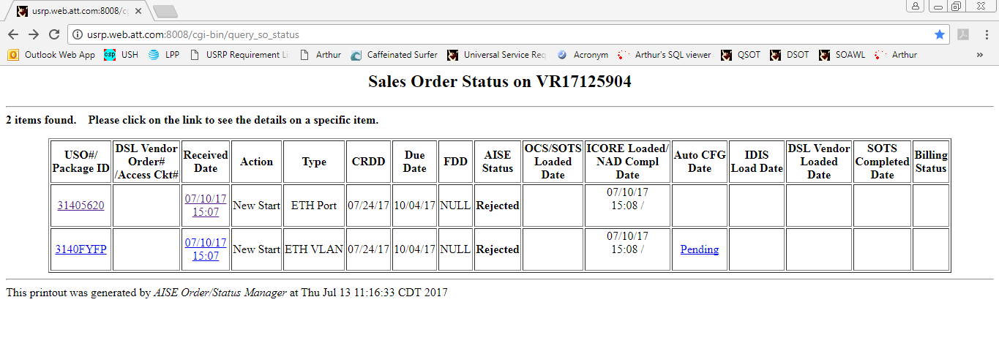 usrp.web.att.com:8008/c
usrp.web.att.com:8008/cgi-bin/query_so_status
Outlook Web App USH LPP USRP Requirement Li Arthur Caffeinated Surfer Universal Service Req Acronym Arthur's SQL viewer QSOT DSOT SOAWL Arthur »
Sales Order Status on VR17125904
2 items found. Please click on the link to see the details on a specific item.
USO#/ Package ID
DSL Vendor Order# /Access Ckt#
Received Date
Action
Type
CRDD
Due Date
FDD
AISE Status
OCS/SOTS Loaded Date
ICORE Loaded/ NAD Compl Date
Auto CFG Date
IDIS Load Date
DSL Vendor Loaded Date
SOTS Completed Date
Billing Status
31405620 07/10/17 15:07 New Start ETH Port 07/24/17 10/04/17 NULL Rejected 07/10/17 15:08 /
3140FYFP 07/10/17 15:07 New Start ETH VLAN 07/24/17 10/04/17 NULL Rejected 07/10/17 15:08 / Pending
This printout was generated by AISE Order/Status Manager at Thu Jul 13 11:16:33 CDT 2017